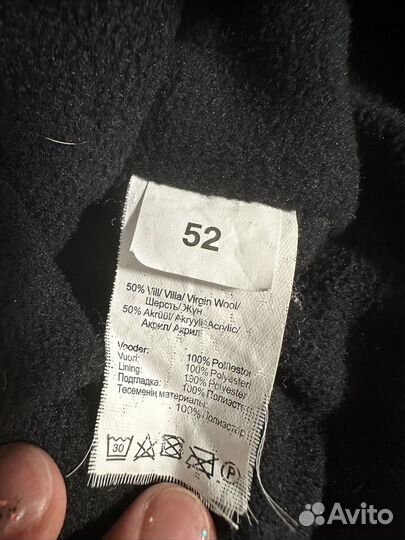 52
50% Vill/ Villa/ Virgin Wool/
Шерсть/ Жүн
50% Akrüül/ Akryyli/ Acrylic/
Акрил/ Акрил
Vooder: 100% Polüester
Vuori: 100% Polyesteri
Lining: 100% Polyester
Подкладка: 100% Полиэстер
Төсемнің материалы:
100% Полиэстер
30 P
Avito